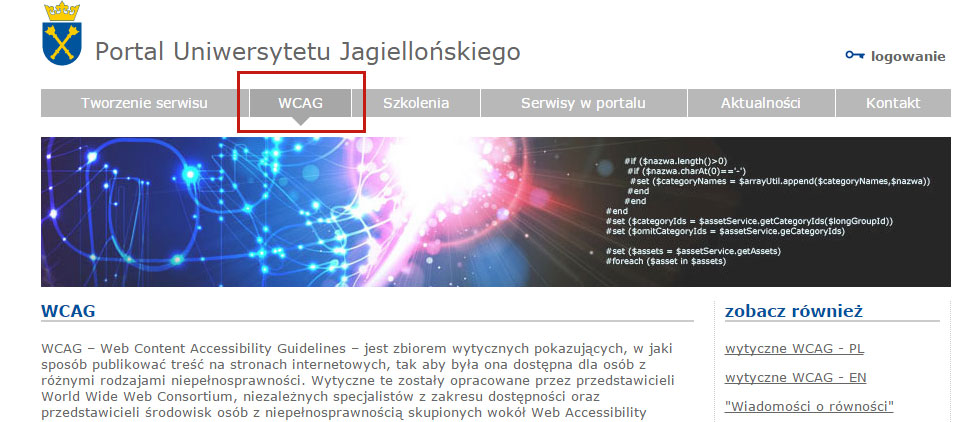 Portal Uniwersytetu Jagiellońskiego
logowanie
Tworzenie serwisu WCAG Szkolenia Serwisy w portalu Aktualności Kontakt
#if ($nazwa.length()>0)
#if ($nazwa.charAt(0)=='-')
#set ($categoryNames = $arrayUtil.append($categoryNames,$nazwa))
#end
#end
#end
#set ($categoryIds = $assetService.getCategoryIds($longGroupId))
#set ($omitCategoryIds = $assetService.geCategoryIds)
#set ($assets = $assetService.getAssets)
#foreach ($asset in $assets)
WCAG
WCAG – Web Content Accessibility Guidelines – jest zbiorem wytycznych pokazujących, w jaki
sposób publikować treść na stronach internetowych, tak aby była ona dostępna dla osób z
różnymi rodzajami niepełnosprawności. Wytyczne te zostały opracowane przez przedstawicieli
World Wide Web Consortium, niezależnych specjalistów z zakresu dostępności oraz
przedstawicieli środowisk osób z niepełnosprawnością skupionych wokół Web Accessibility
zobacz również
wytyczne WCAG - PL
wytyczne WCAG - EN
"Wiadomości o równości"